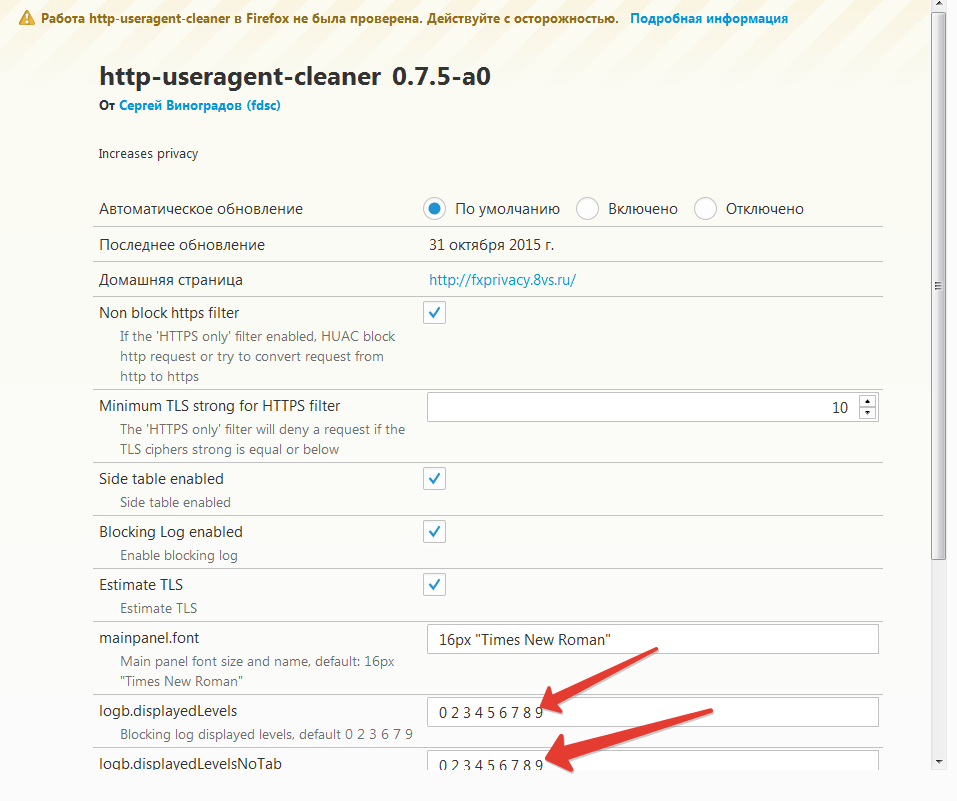 Работа http-useragent-cleaner в Firefox не была проверена. Действуйте с осторожностью. Подробная информация
http-useragent-cleaner 0.7.5-a0
От Сергей Виноградов (fdsc)
Increases privacy
Автоматическое обновление По умолчанию Включено Отключено
Последнее обновление 31 октября 2015 г.
Домашняя страница http://fxprivacy.8vs.ru/
Non block https filter
If the 'HTTPS only' filter enabled, HUAC block
http request or try to convert request from
http to https
Minimum TLS strong for HTTPS filter 10
The 'HTTPS only' filter will deny a request if the
TLS ciphers strong is equal or below
Side table enabled
Side table enabled
Blocking Log enabled
Enable blocking log
Estimate TLS
Estimate TLS
mainpanel.font 16px "Times New Roman"
Main panel font size and name, default: 16px
"Times New Roman"
logb.displayedLevels 0 2 3 4 5 6 7 8 9
Blocking log displayed levels, default 0 2 3 6 7 9
logb.displayedLevelsNoTab 0 2 3 4 5 6 7 8 9